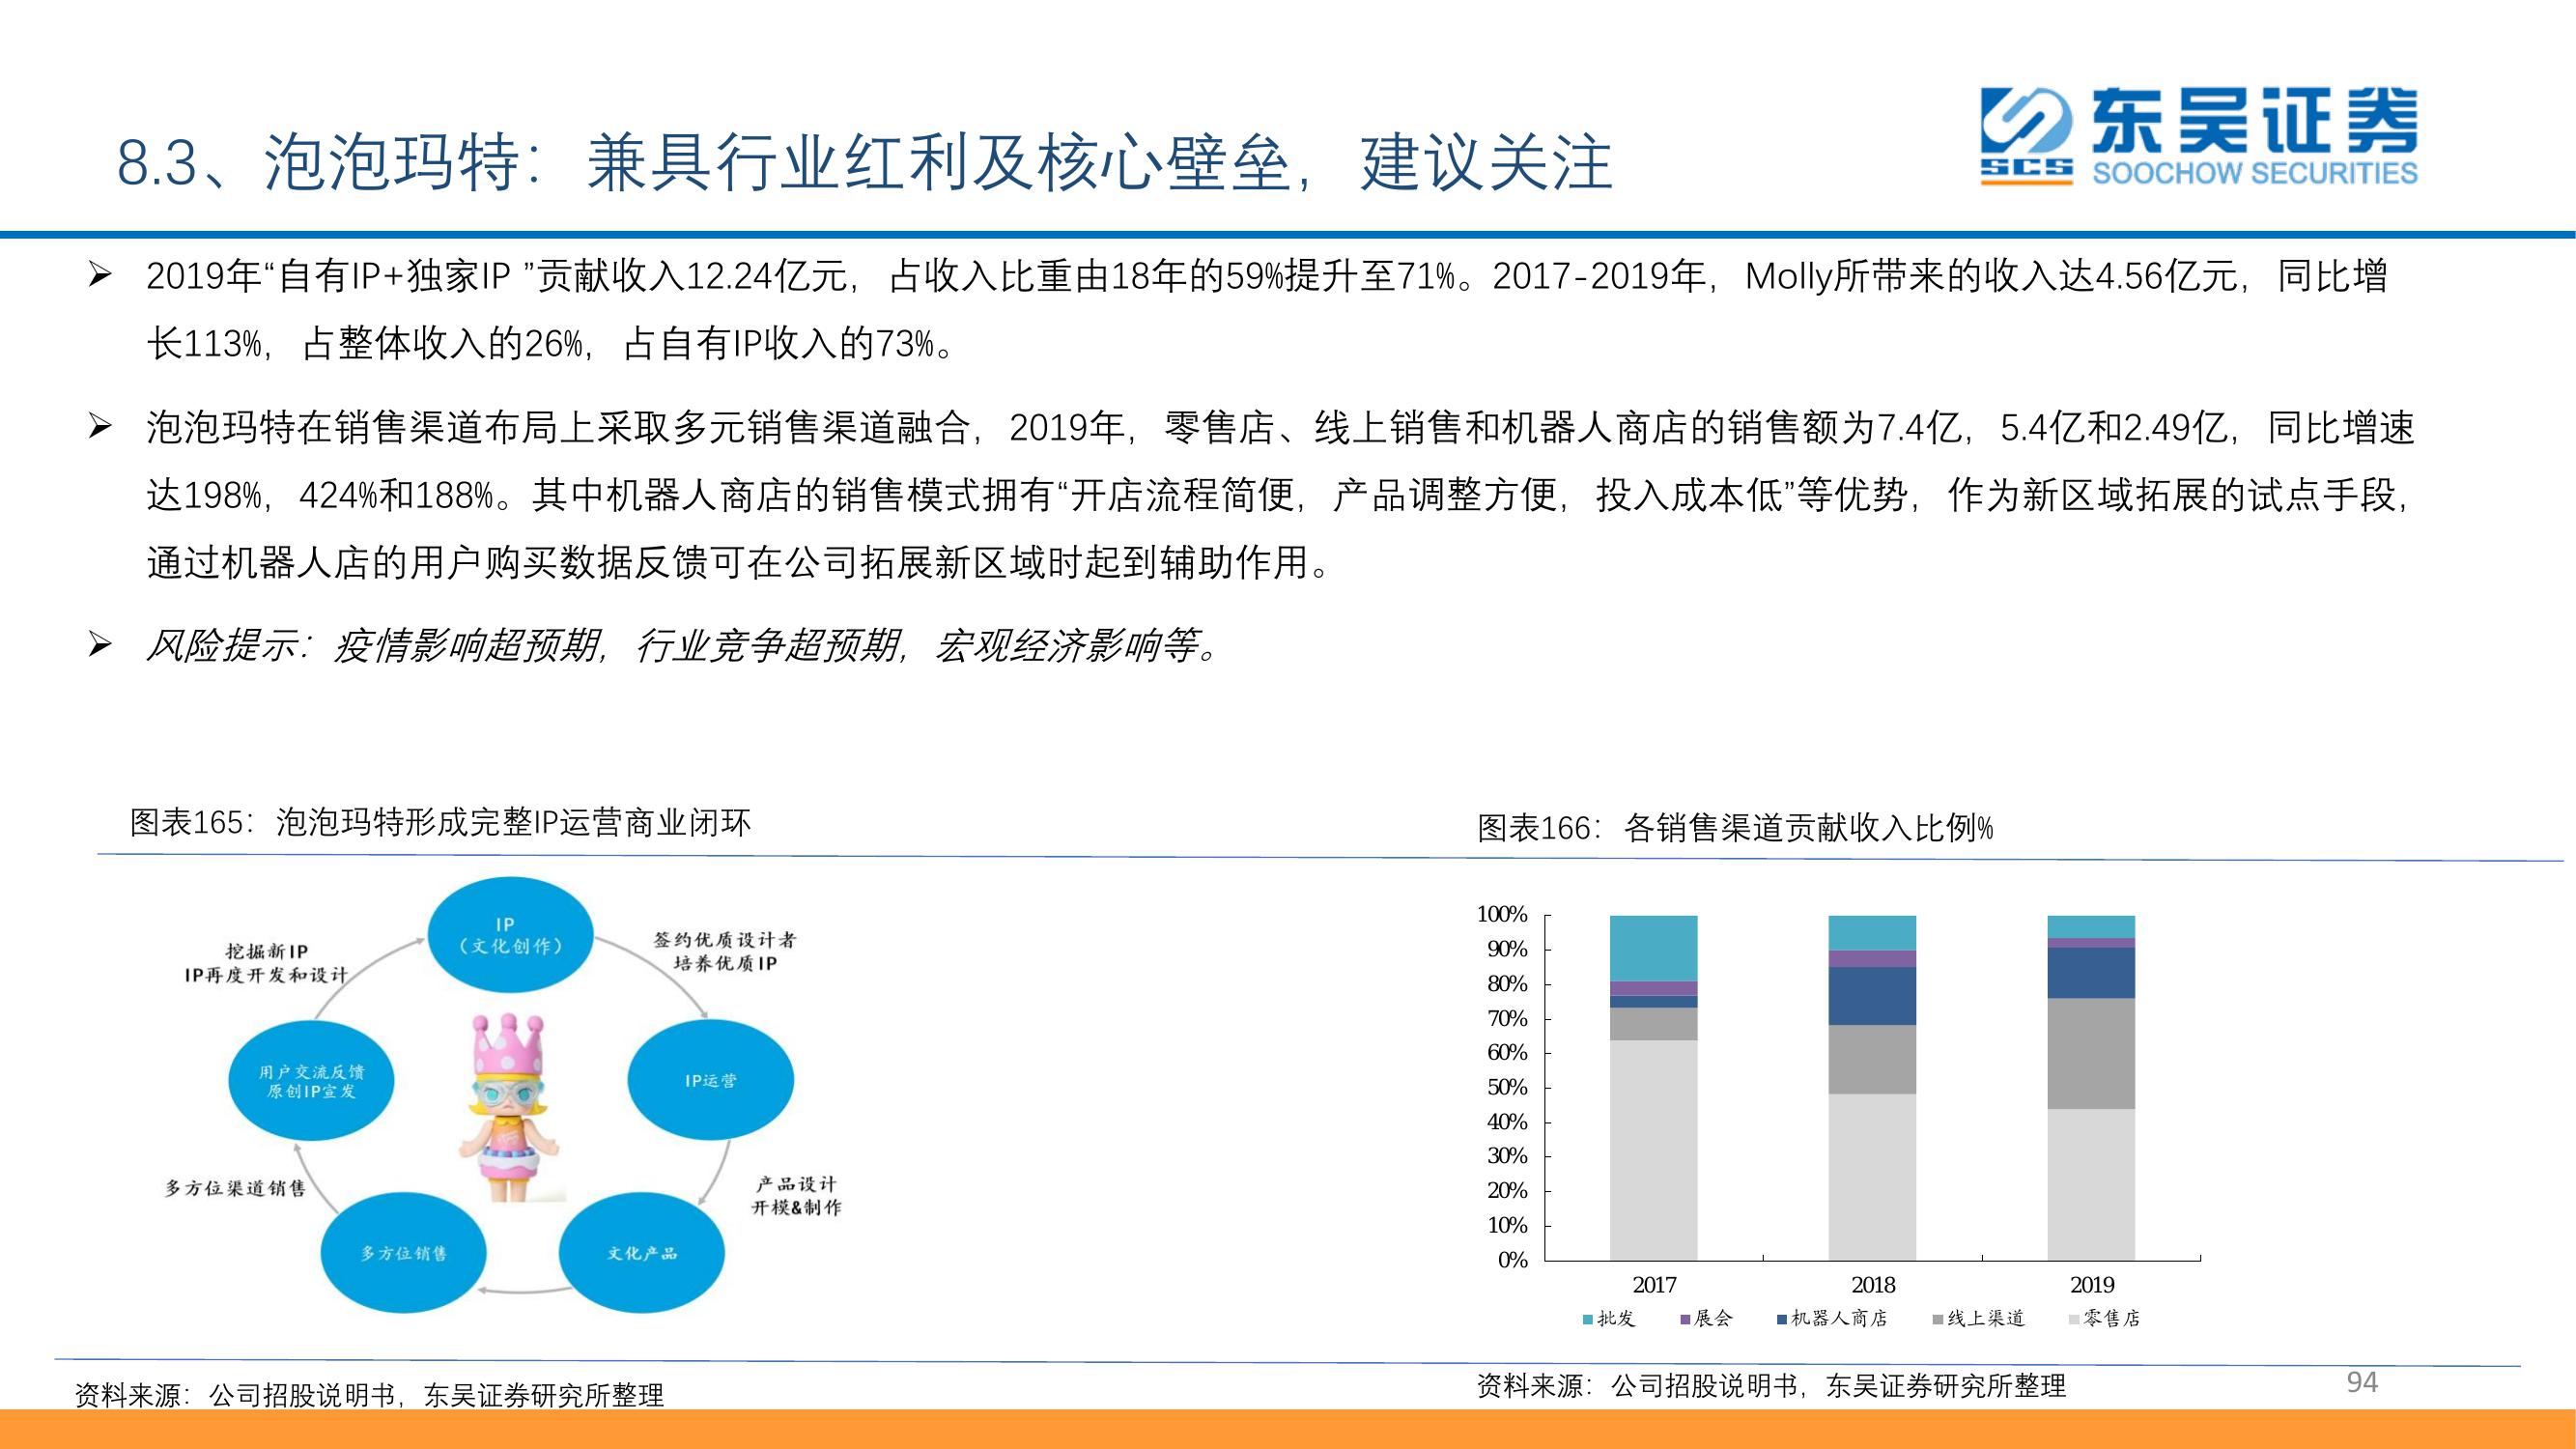 8.3、泡泡玛特：兼具行业红利及核心壁垒，建议关注
东吴证券
SCS
SOOCHOW SECURITIES
➢ 2019年“自有IP+独家IP ”贡献收入12.24亿元，占收入比重由18年的59%提升至71%。2017-2019年，Molly所带来的收入达4.56亿元，同比增
长113%，占整体收入的26%，占自有IP收入的73%。
➢ 泡泡玛特在销售渠道布局上采取多元销售渠道融合，2019年，零售店、线上销售和机器人商店的销售额为7.4亿，5.4亿和2.49亿，同比增速
达198%，424%和188%。其中机器人商店的销售模式拥有“开店流程简便，产品调整方便，投入成本低”等优势，作为新区域拓展的试点手段，
通过机器人店的用户购买数据反馈可在公司拓展新区域时起到辅助作用。
➢ 风险提示：疫情影响超预期，行业竞争超预期，宏观经济影响等。
图表165：泡泡玛特形成完整IP运营商业闭环
IP
（文化创作）
签约优质设计者
培养优质IP
挖掘新IP
IP再度开发和设计
用户交流反馈
原创IP宣发
IP运营
多方位渠道销售
产品设计
开模&制作
多方位销售
文化产品
资料来源：公司招股说明书，东吴证券研究所整理
图表166：各销售渠道贡献收入比例%
100%
90%
80%
70%
60%
50%
40%
30%
20%
10%
0%
2017
2018
2019
批发
展会
机器人商店
线上渠道
零售店
资料来源：公司招股说明书，东吴证券研究所整理
94